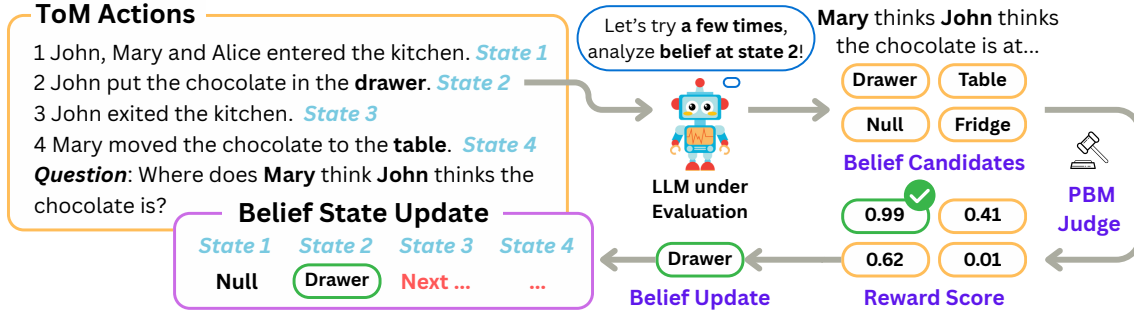 ToM Actions
1 John, Mary and Alice entered the kitchen. State 1
2 John put the chocolate in the drawer. State 2
3 John exited the kitchen. State 3
4 Mary moved the chocolate to the table. State 4
Question: Where does Mary think John thinks the
chocolate is?
Belief State Update
State 1 State 2 State 3 State 4
Null Drawer Next ... ...
Let's try a few times,
analyze belief at state 2!
LLM under
Evaluation
Mary thinks John thinks
the chocolate is at...
Drawer Table
Null Fridge
Belief Candidates
PBM
Judge
0.99 0.41
0.62 0.01
Reward Score
Drawer
Belief Update